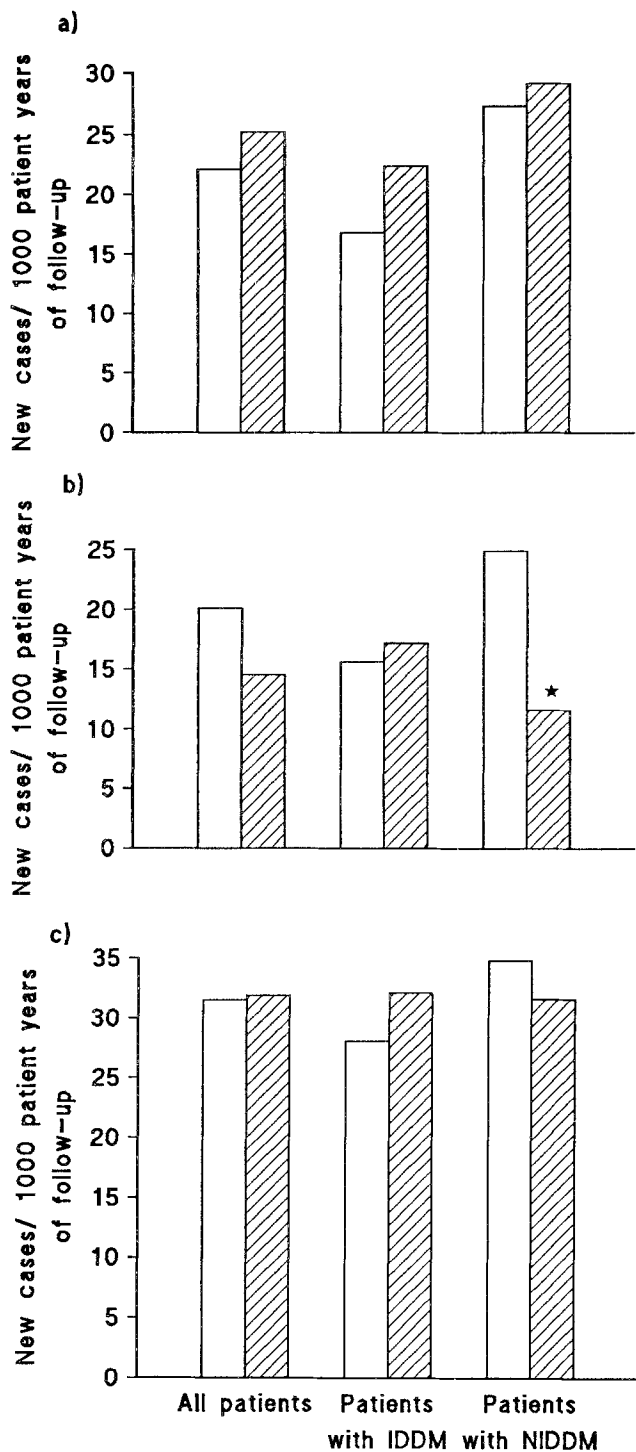 a)
New cases/ 1000 patient years
of follow-up
30
25
20
15
10
5
0
b)
New cases/ 1000 patient years
of follow-up
25
20
15
10
5
0
★
c)
New cases/ 1000 patient years
of follow-up
35
30
25
20
15
10
5
0
All patients
Patients
with IDDM
Patients
with NIDDM